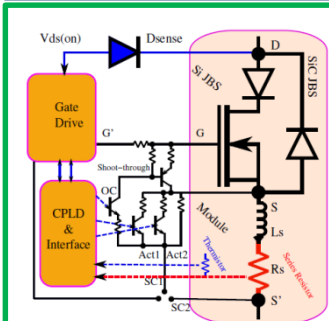 Vds(on)
Dsense
D
Si JBS
SiC JBS
Gate
Drive
G'
G
Shoot-through
OC
S
CPLD
&
Interface
Module
Ls
Act1
Act2
Thermistor
Rs
Series Resistor
SC1
SC2
S'